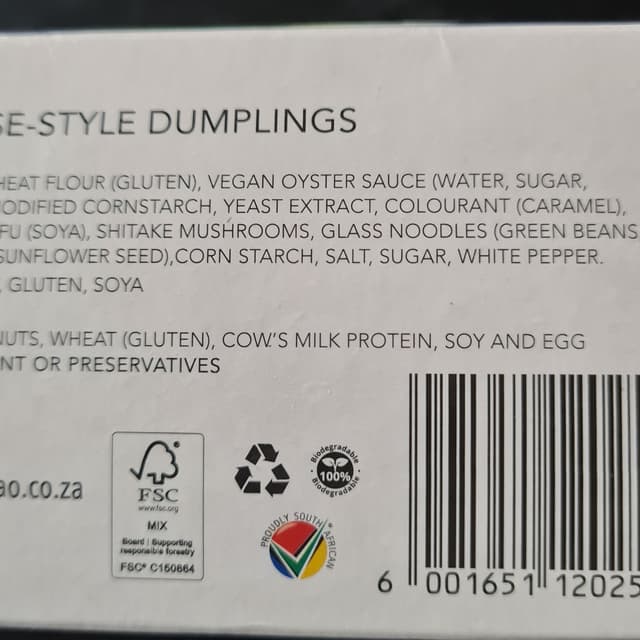 SE-STYLE DUMPLINGS
HEAT FLOUR (GLUTEN), VEGAN OYSTER SAUCE (WATER, SUGAR,
ODIFIED CORNSTARCH, YEAST EXTRACT, COLOURANT (CARAMEL),
FU (SOYA), SHITAKE MUSHROOMS, GLASS NOODLES (GREEN BEANS
SUNFLOWER SEED),CORN STARCH, SALT, SUGAR, WHITE PEPPER.
, GLUTEN, SOYA
NUTS, WHEAT (GLUTEN), COW'S MILK PROTEIN, SOY AND EGG
NT OR PRESERVATIVES
ao.co.za
FSC
www.fsc.org
MIX
Board | Supporting
responsible forestry
FSC® C150664
Biodegradable
100%
Biodegradable
PROUDLY SOUTH AFRICAN
6 001651 12025